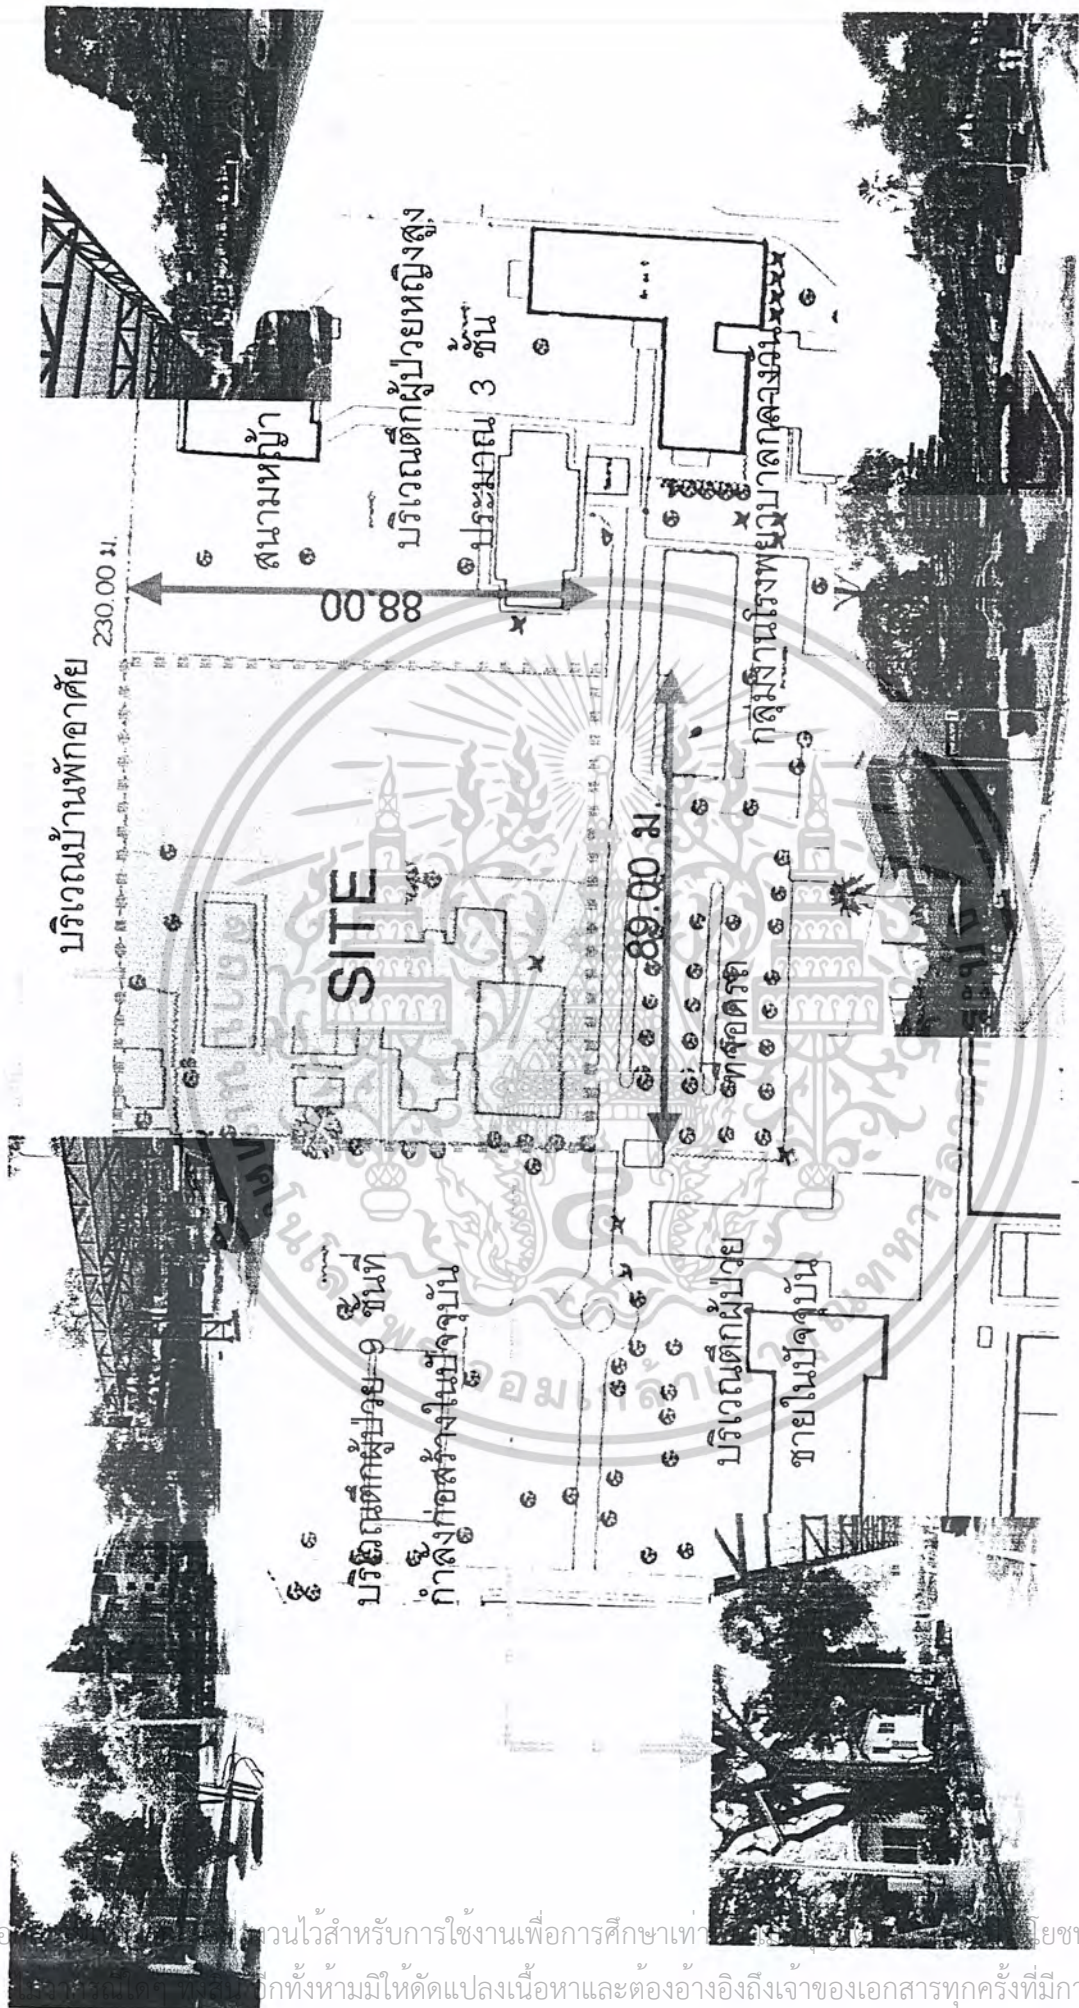 บริเวณบ้านพักอาศัย
230.00 ม.
สนามหญ้า
88.00
บริเวณตึกผู้ป่วยหญิงสูง
ประมาณ 3 ชั้น
SITE
89.00 ม.
ที่จอดรถ
กลุ่มงานโรงพยาบาลกลางวัน
บริเวณตึกผู้ป่วย 9 ชั้นที่
กำลังก่อสร้างในปัจจุบัน
บริเวณตึกผู้ป่วย
ชายในปัจจุบัน
วนไว้สำหรับการใช้งานเพื่อการศึกษาเท่า
อีกทั้งห้ามมิให้ดัดแปลงเนื้อหาและต้องอ้างอิงถึงเจ้าของเอกสารทุกครั้งที่มีกา